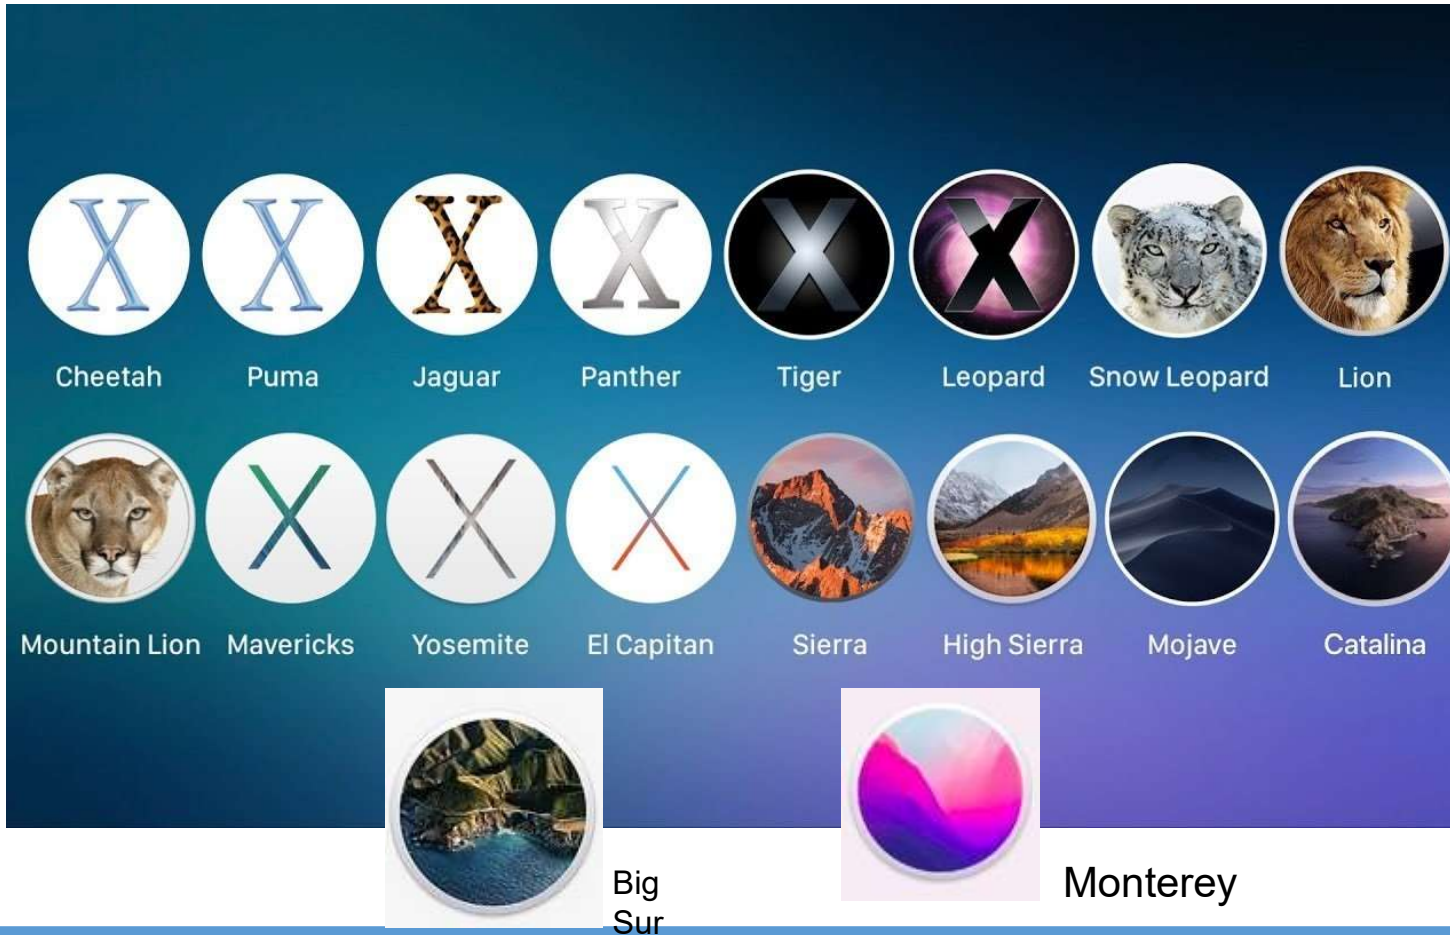 Cheetah Puma Jaguar Panther Tiger Leopard Snow Leopard Lion
Mountain Lion Mavericks Yosemite El Capitan Sierra High Sierra Mojave Catalina
Big
Sur
Monterey